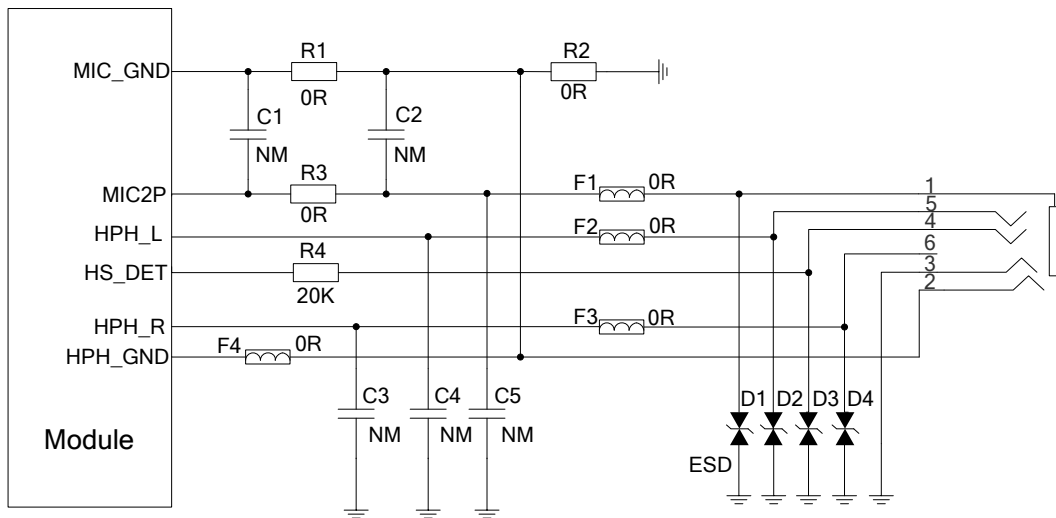 R1
R2
MIC_GND
0R
0R
C1
C2
NM
NM
R3
F1
0R
1
MIC2P
0R
5
HPH_L
F2
0R
4
R4
6
HS_DET
3
20K
2
HPH_R
F3
0R
HPH_GND
F4
0R
C3
C4
C5
D1
D2
D3
D4
NM
NM
NM
Module
ESD